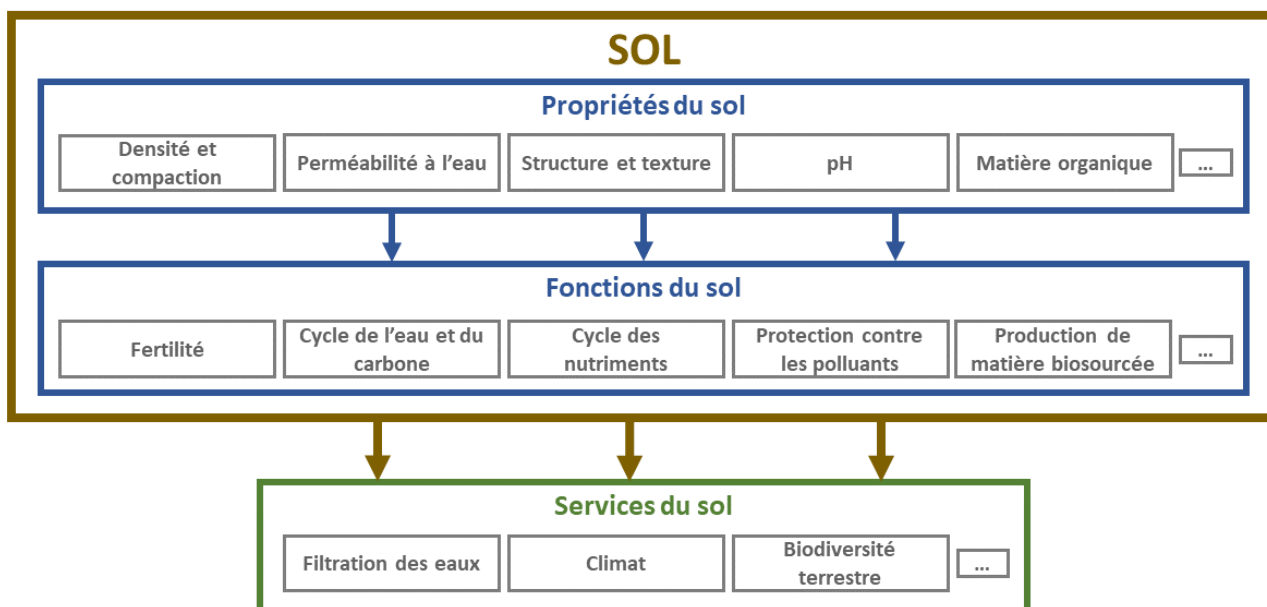 SOL
Propriétés du sol
Densité et
compaction
Perméabilité à l'eau
Structure et texture
pH
Matière organique
...
Fonctions du sol
Fertilité
Cycle de l'eau et du
carbone
Cycle des
nutriments
Protection contre
les polluants
Production de
matière biosourcée
...
Services du sol
Filtration des eaux
Climat
Biodiversité
terrestre
...